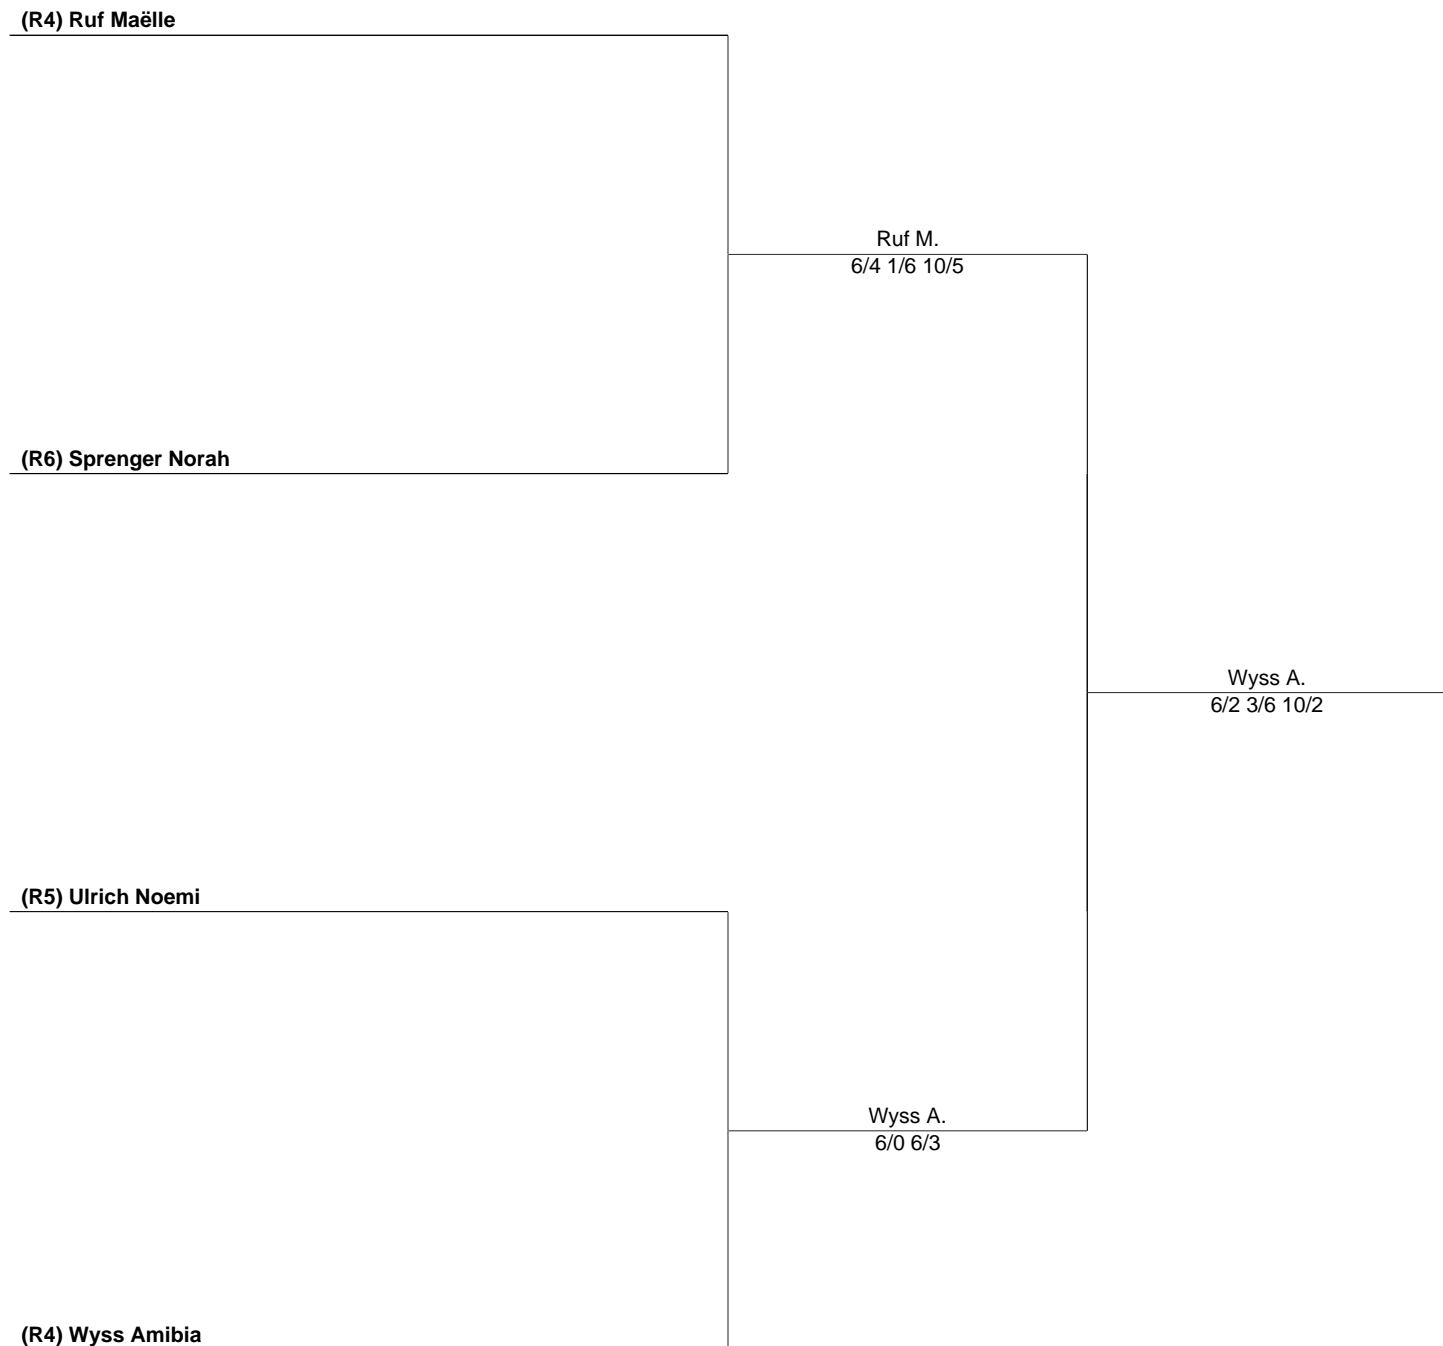 (R4) Ruf Maëlle
Ruf M.
6/4 1/6 10/5
(R6) Sprenger Norah
Wyss A.
6/2 3/6 10/2
(R5) Ulrich Noemi
Wyss A.
6/0 6/3
(R4) Wyss Amibia